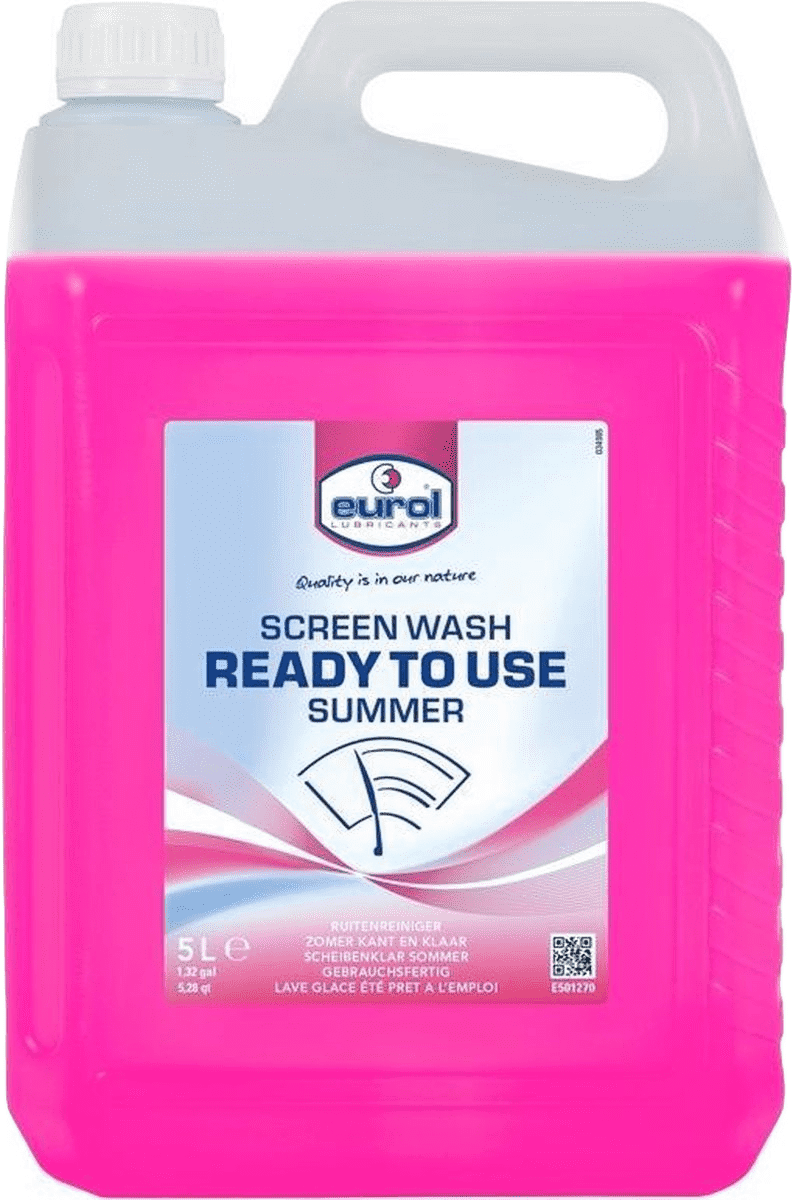 034985
eurol®
LUBRICANTS
Quality is in our nature
SCREEN WASH
READY TO USE
SUMMER
RUITENREINIGER
ZOMER KANT EN KLAAR
SCHEIBENKLAR SOMMER
GEBRAUCHSFERTIG
LAVE GLACE ÉTÉ PRET A L'EMPLOI
5 L ℮
1,32 gal
5,28 qt
E501270